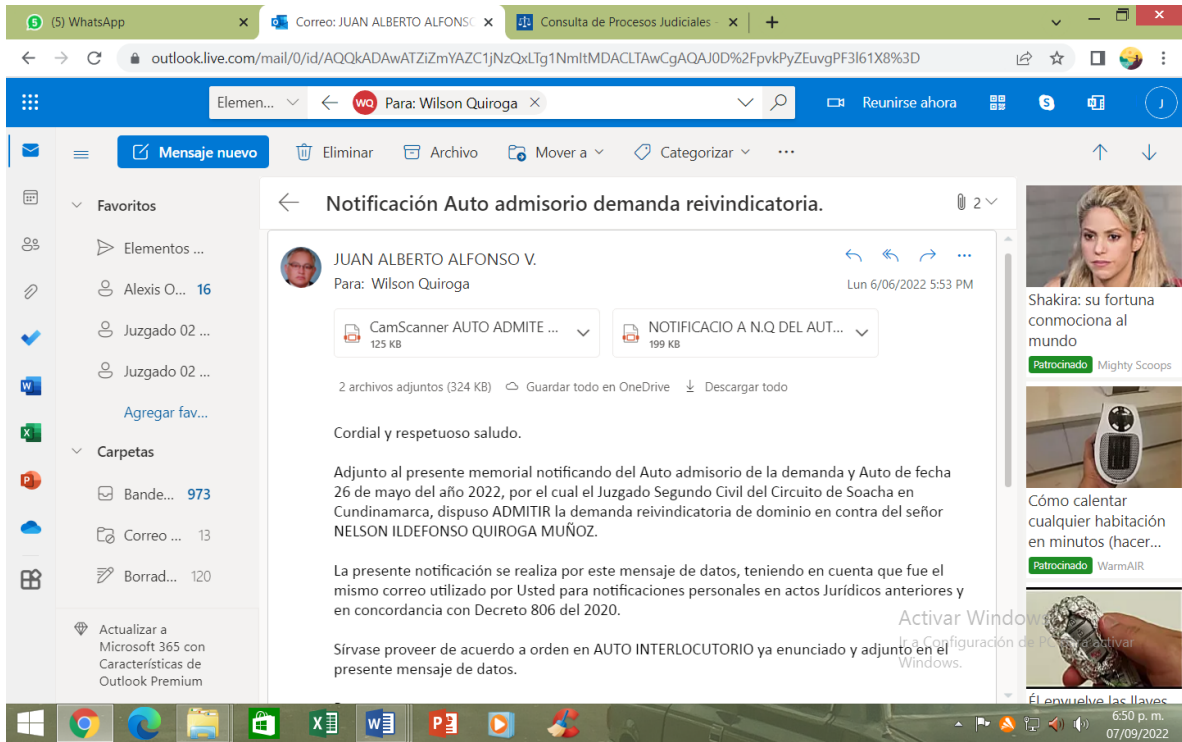 (5) WhatsApp
Correo: JUAN ALBERTO ALFONSO
Consulta de Procesos Judiciales -
outlook.live.com/mail/0/id/AQQkADAwATZiZmYAZC1jNzQxLTg1NmItMDACLTAwCgAQAJ0D%2FpvkPyZEuvgPF3l61X8%3D
Elemen...
WQ Para: Wilson Quiroga
Reunirse ahora
J
Mensaje nuevo
Eliminar
Archivo
Mover a
Categorizar
...
Favoritos
Elementos ...
Alexis O... 16
Juzgado 02 ...
Juzgado 02 ...
Agregar fav...
Carpetas
Bande... 973
Correo ... 13
Borrad... 120
Actualizar a
Microsoft 365 con
Características de
Outlook Premium
Notificación Auto admisorio demanda reivindicatoria.
2
JUAN ALBERTO ALFONSO V.
Para: Wilson Quiroga
Lun 6/06/2022 5:53 PM
CamScanner AUTO ADMITE ...
125 KB
NOTIFICACIO A N.Q DEL AUT...
199 KB
2 archivos adjuntos (324 KB) Guardar todo en OneDrive Descargar todo
Cordial y respetuoso saludo.
Adjunto al presente memorial notificando del Auto admisorio de la demanda y Auto de fecha
26 de mayo del año 2022, por el cual el Juzgado Segundo Civil del Circuito de Soacha en
Cundinamarca, dispuso ADMITIR la demanda reivindicatoria de dominio en contra del señor
NELSON ILDEFONSO QUIROGA MUÑOZ.
La presente notificación se realiza por este mensaje de datos, teniendo en cuenta que fue el
mismo correo utilizado por Usted para notificaciones personales en actos Jurídicos anteriores y
en concordancia con Decreto 806 del 2020.
Sírvase proveer de acuerdo a orden en AUTO INTERLOCUTORIO ya enunciado y adjunto en el
presente mensaje de datos.
Shakira: su fortuna
conmociona al
mundo
Patrocinado Mighty Scoops
Cómo calentar
cualquier habitación
en minutos (hacer...
Patrocinado WarmAIR
Él envuelve las llaves
Activar Windows
Ir a Configuración de PC para activar
Windows.
6:50 p. m.
07/09/2022